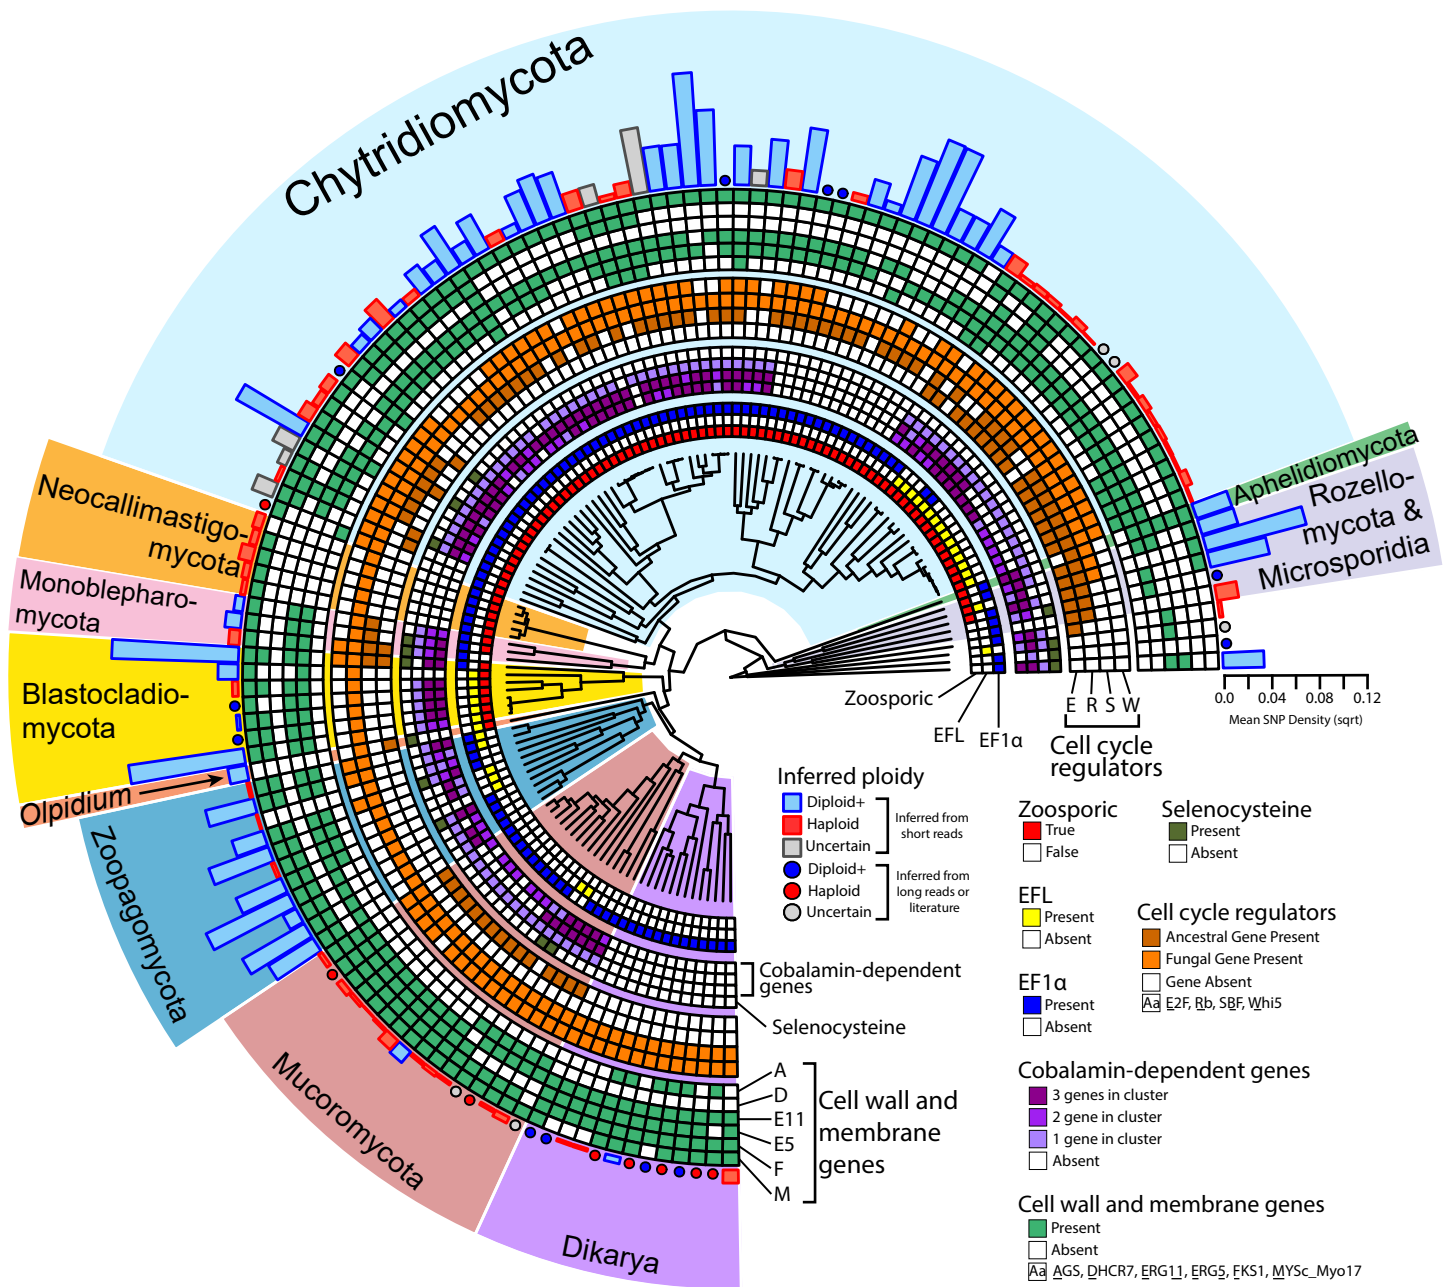 Chytridiomycota
Neocallimastigo-
mycota
Monoblepharo-
mycota
Blastocladio-
mycota
Olpidium
Zoopagomycota
Mucoromycota
Dikarya
Aphelidiomycota
Rozello-
mycota &
Microsporidia
0.0 0.04 0.08 0.12
Mean SNP Density (sqrt)
Zoosporic
EFL
EF1α
E R S W
Cell cycle
regulators
Inferred ploidy
Diploid+
Haploid
Uncertain
Inferred from
short reads
Diploid+
Haploid
Uncertain
Inferred from
long reads or
literature
Cobalamin-dependent
genes
Selenocysteine
A
D
E11
E5
F
M
Cell wall and
membrane
genes
Zoosporic
True
False
Selenocysteine
Present
Absent
EFL
Present
Absent
Cell cycle regulators
Ancestral Gene Present
Fungal Gene Present
Gene Absent
Aa E2F, Rb, SBF, Whi5
EF1α
Present
Absent
Cobalamin-dependent genes
3 genes in cluster
2 gene in cluster
1 gene in cluster
Absent
Cell wall and membrane genes
Present
Absent
Aa AGS, DHCR7, ERG11, ERG5, FKS1, MYSc_Myo17